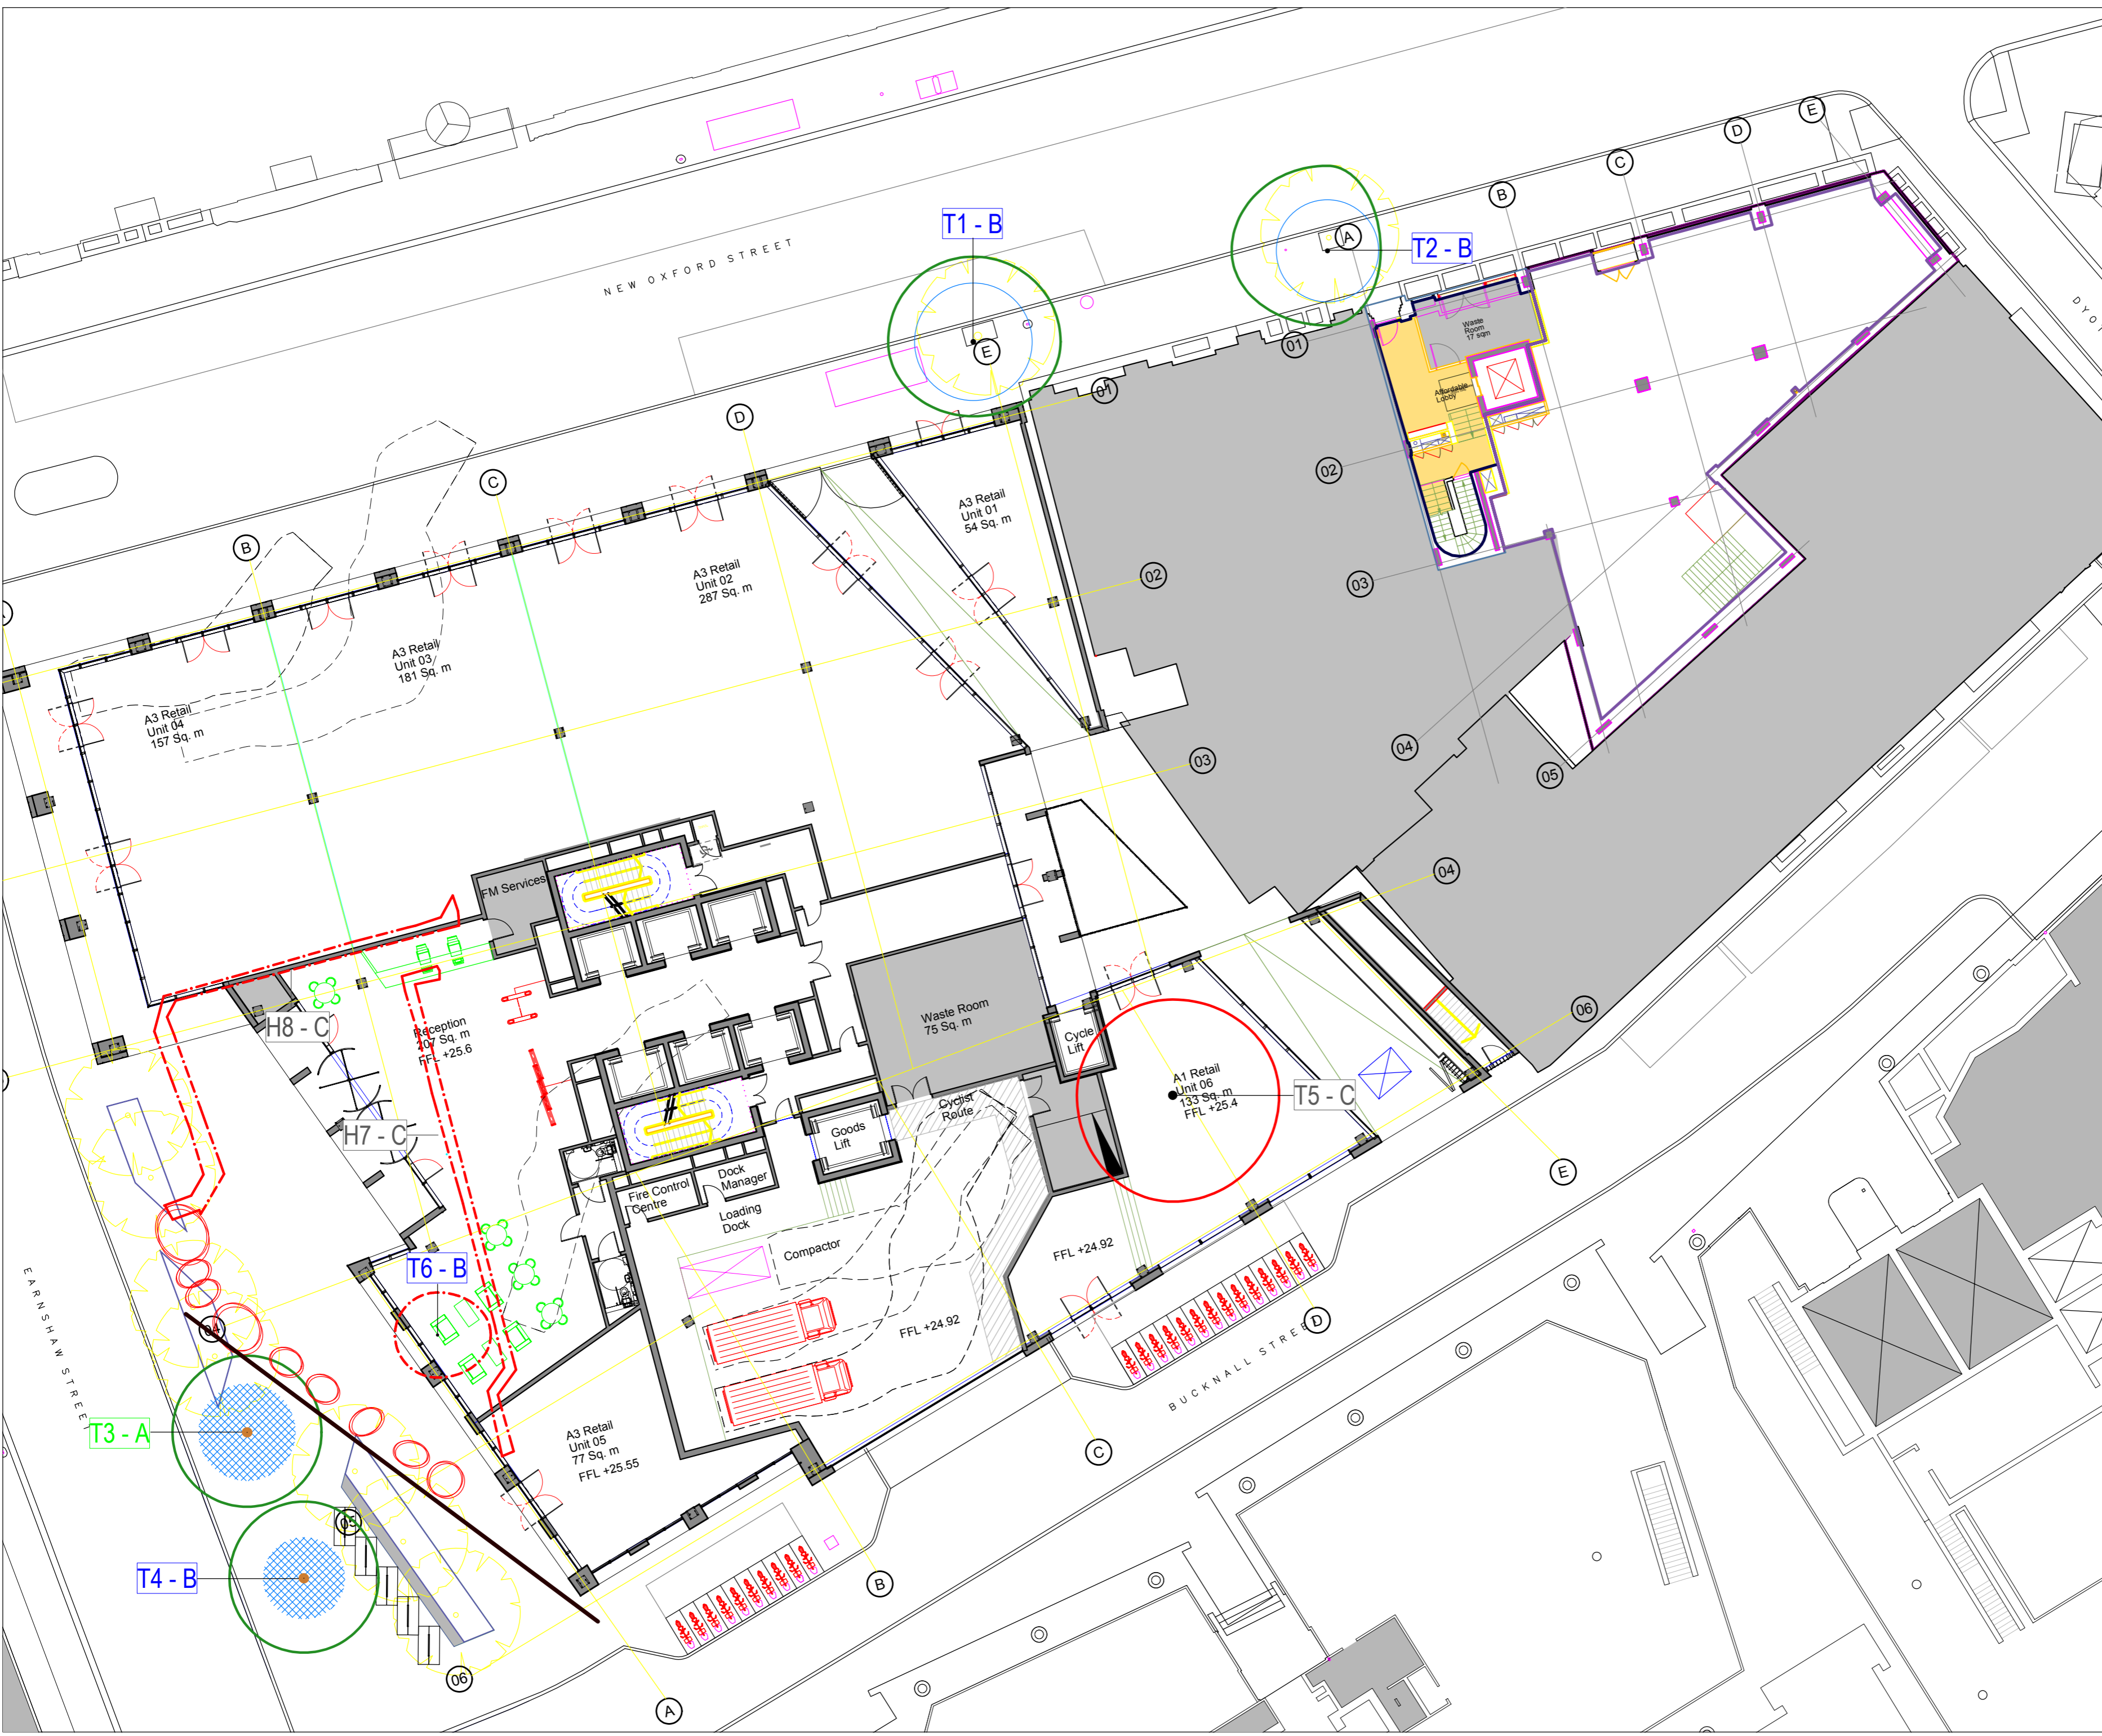 E
D
C
B
A
T2 - B
T1 - B
NEW OXFORD STREET
E
01
01
Waste
Room
17 sqm
Affordable
Lobby
D
C
B
02
A3 Retail
Unit 01
54 Sq. m
A3 Retail
Unit 02
287 Sq. m
02
03
A3 Retail
Unit 03
181 Sq. m
A3 Retail
Unit 04
157 Sq. m
03
04
05
04
FM Services
H8 - C
Reception
207 Sq. m
FFL +25.6
Waste Room
75 Sq. m
Cycle
Lift
06
A1 Retail
Unit 06
133 Sq. m
FFL +25.4
T5 - C
H7 - C
Cyclist
Route
Goods
Lift
Dock
Manager
Fire Control
Centre
Loading
Dock
Compactor
E
FFL +24.92
T6 - B
FFL +24.92
D
BUCKNALL STREE
EARNSHAW STREE
04
T3 - A
A3 Retail
Unit 05
77 Sq. m
FFL +25.55
C
05
T4 - B
B
06
A